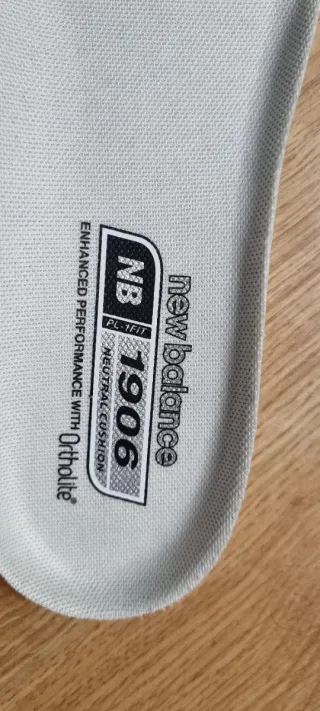 new balance
NB
PL-1FIT
1906
NEUTRAL CUSHION
ENHANCED PERFORMANCE WITH Ortholite®